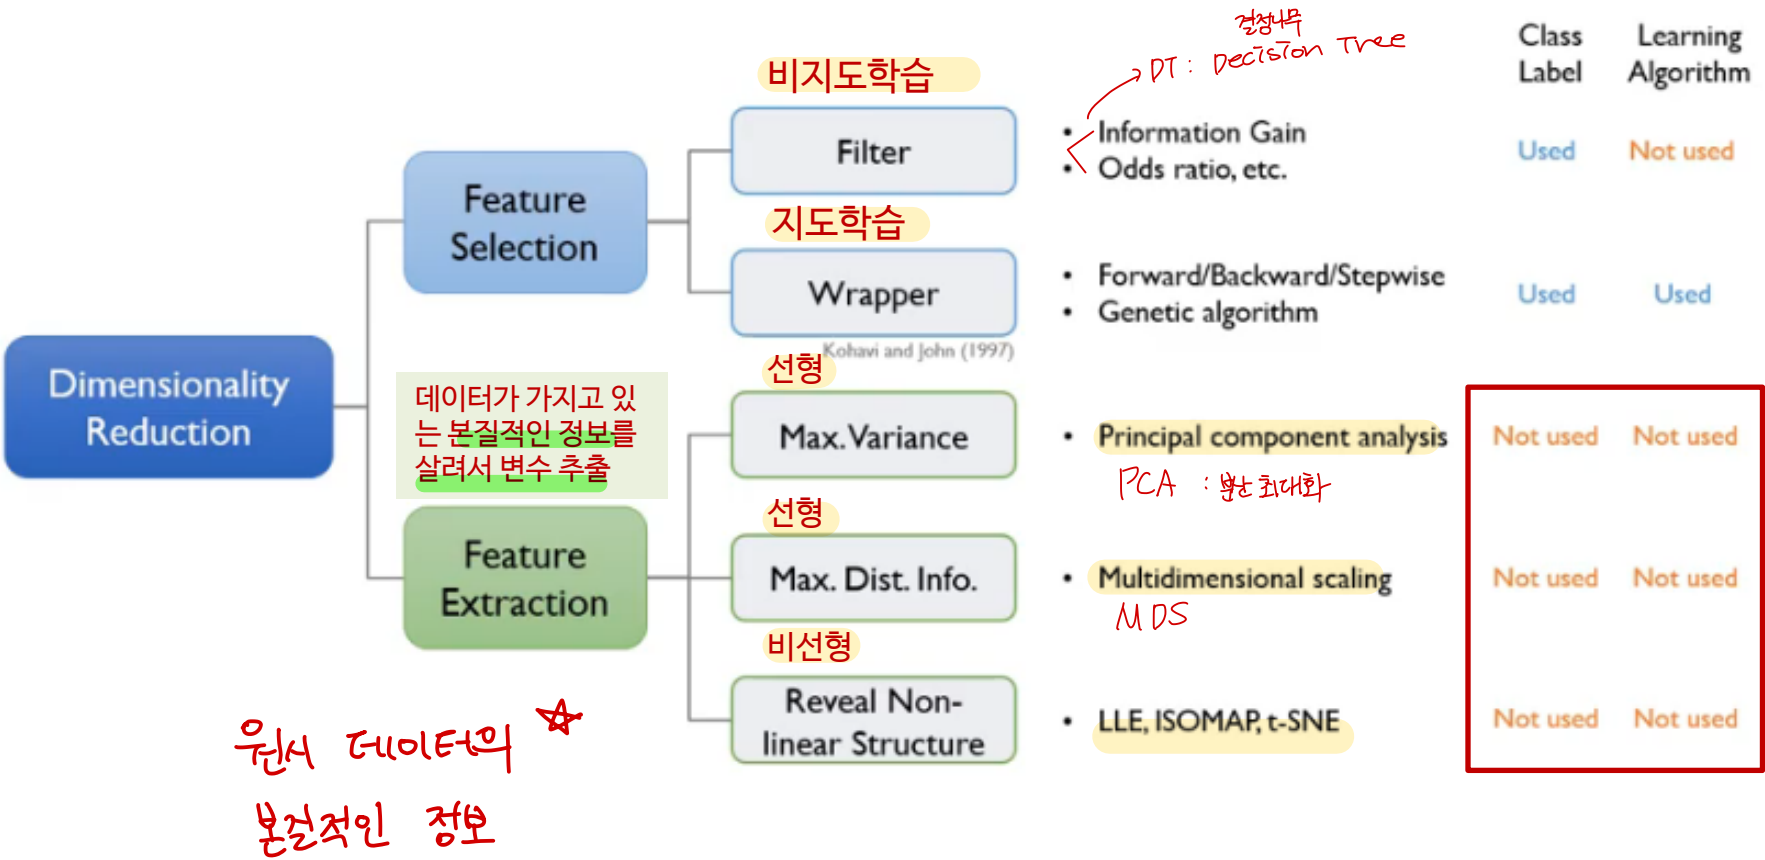 결정나무
DT : Decision Tree
Class Label
Learning Algorithm
비지도학습
Filter
• Information Gain
• Odds ratio, etc.
Used
Not used
Feature
Selection
지도학습
Wrapper
• Forward/Backward/Stepwise
• Genetic algorithm
Used
Used
Kohavi and John (1997)
Dimensionality
Reduction
데이터가 가지고 있
는 본질적인 정보를
살려서 변수 추출
선형
Max. Variance
• Principal component analysis
Not used
Not used
PCA : 분산 최대화
Feature
Extraction
선형
Max. Dist. Info.
• Multidimensional scaling
Not used
Not used
MDS
비선형
Reveal Non-
linear Structure
• LLE, ISOMAP, t-SNE
Not used
Not used
원시 데이터의
본질적인 정보